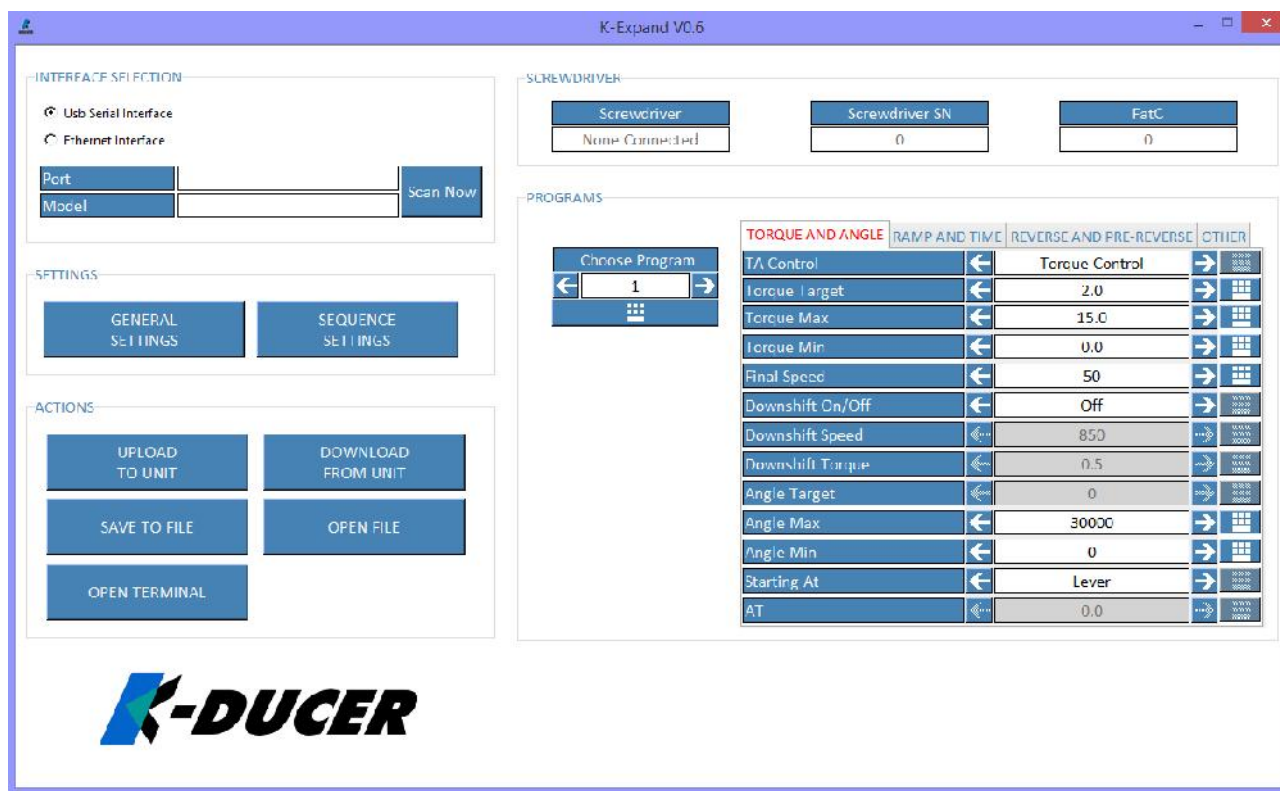 K-Expand V0.6
INTERFACE SELECTION
Usb Serial Interface
Ethernet Interface
Port
Model
Scan Now
SETTINGS
GENERAL
SETTINGS
SEQUENCE
SETTINGS
ACTIONS
UPLOAD
TO UNIT
DOWNLOAD
FROM UNIT
SAVE TO FILE
OPEN FILE
OPEN TERMINAL
K-DUCER
SCREWDRIVER
Screwdriver
None Connected
Screwdriver SN
0
FatC
0
PROGRAMS
Choose Program
1
TORQUE AND ANGLE RAMP AND TIME REVERSE AND PRE-REVERSE OTHER
TA Control Torque Control
Torque Target 2.0
Torque Max 15.0
Torque Min 0.0
Final Speed 50
Downshift On/Off Off
Downshift Speed 850
Downshift Torque 0.5
Angle Target 0
Angle Max 30000
Angle Min 0
Starting At Lever
AT 0.0